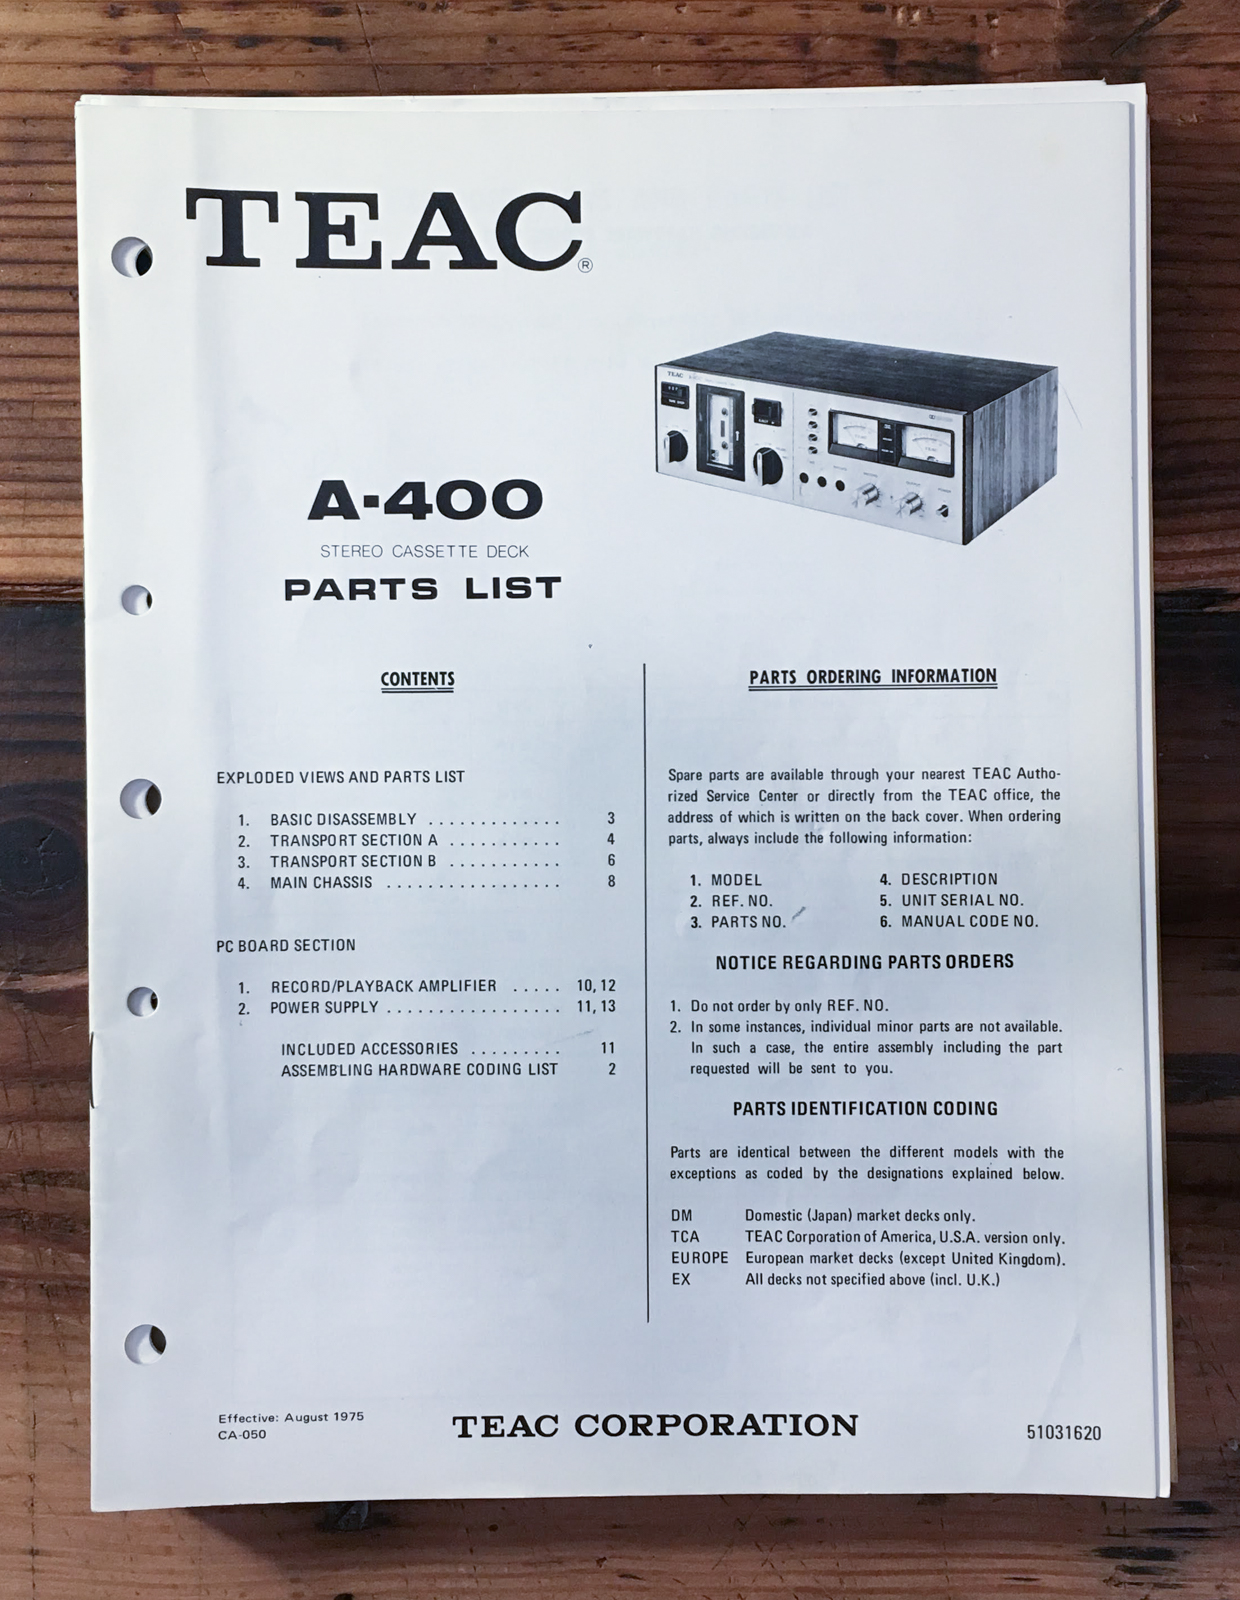 TEAC®
TEAC
A-400
STEREO CASSETTE DECK
PARTS LIST
CONTENTS
EXPLODED VIEWS AND PARTS LIST
1. BASIC DISASSEMBLY . . . . . . . . . . . . . 3
2. TRANSPORT SECTION A . . . . . . . . . . . 4
3. TRANSPORT SECTION B . . . . . . . . . . . 6
4. MAIN CHASSIS . . . . . . . . . . . . . . . . . 8
PC BOARD SECTION
1. RECORD/PLAYBACK AMPLIFIER . . . . . 10, 12
2. POWER SUPPLY . . . . . . . . . . . . . . . . . 11, 13
INCLUDED ACCESSORIES . . . . . . . . . 11
ASSEMBLING HARDWARE CODING LIST 2
PARTS ORDERING INFORMATION
Spare parts are available through your nearest TEAC Autho-
rized Service Center or directly from the TEAC office, the
address of which is written on the back cover. When ordering
parts, always include the following information:
1. MODEL 4. DESCRIPTION
2. REF. NO. 5. UNIT SERIAL NO.
3. PARTS NO. 6. MANUAL CODE NO.
NOTICE REGARDING PARTS ORDERS
1. Do not order by only REF. NO.
2. In some instances, individual minor parts are not available.
In such a case, the entire assembly including the part
requested will be sent to you.
PARTS IDENTIFICATION CODING
Parts are identical between the different models with the
exceptions as coded by the designations explained below.
DM Domestic (Japan) market decks only.
TCA TEAC Corporation of America, U.S.A. version only.
EUROPE European market decks (except United Kingdom).
EX All decks not specified above (incl. U.K.)
Effective: August 1975
CA-050
TEAC CORPORATION
51031620